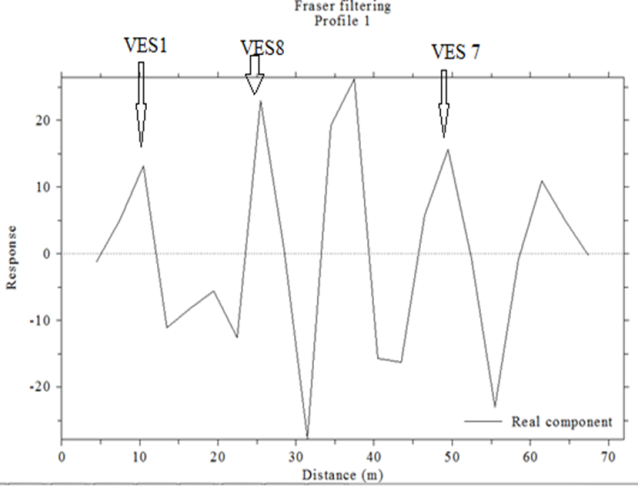 Fraser filtering
Profile 1
VES1
VES8
VES 7
20
10
0
-10
-20
Response
0
10
20
30
40
50
60
70
Distance (m)
Real component